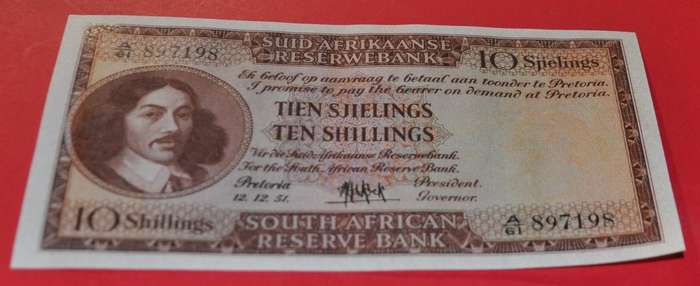 A/61 897198
SUID-AFRIKAANSE
RESERWEBANK
10 Sjielings
Ek beloof op aanvraag te betaal aan toonder te Pretoria.
I promise to pay the bearer on demand at Pretoria.
TIEN SJIELINGS
TEN SHILLINGS
Vir die Suid-Afrikaanse Reserwebank.
For the South African Reserve Bank.
Pretoria President.
12. 12. 51. Governor.
10 Shillings
SOUTH AFRICAN
RESERVE BANK
A/61 897198